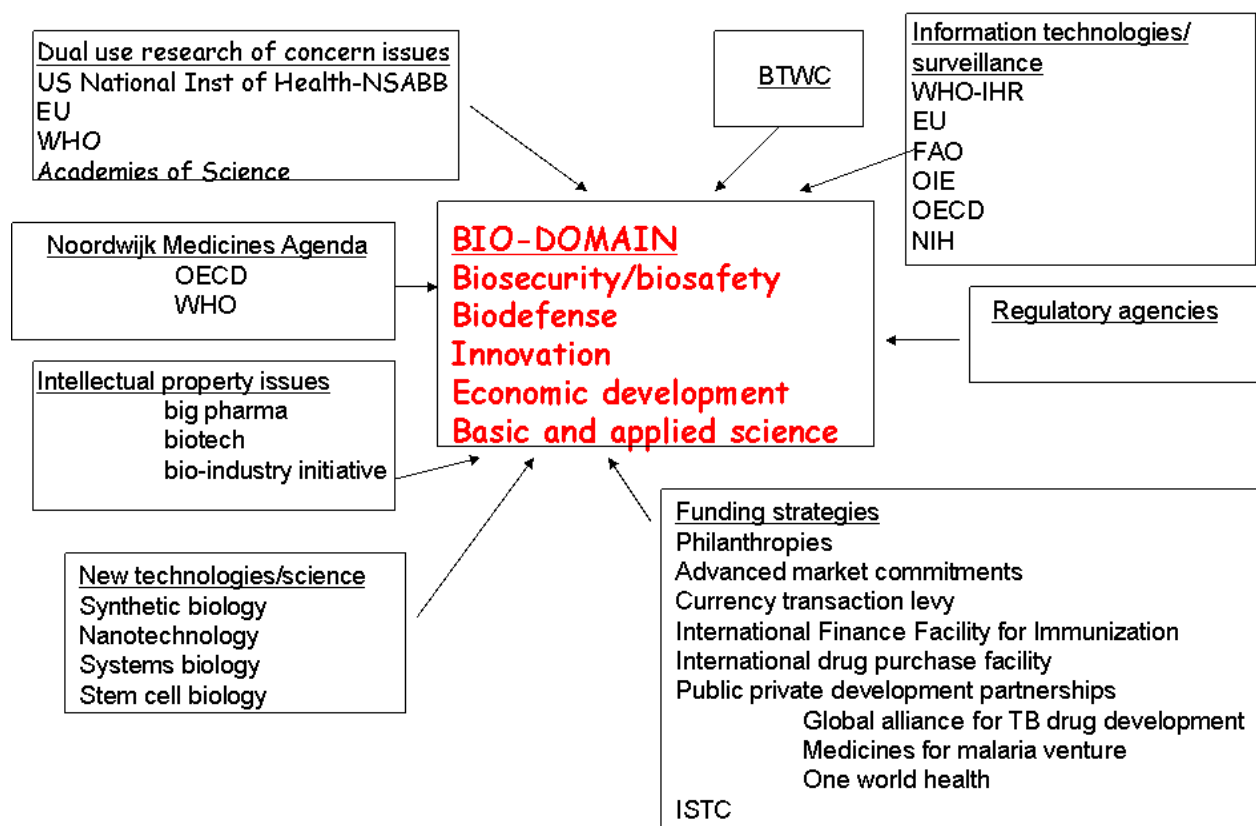 Dual use research of concern issues
US National Inst of Health-NSABB
EU
WHO
Academies of Science
BTWC
Information technologies/
surveillance
WHO-IHR
EU
FAO
OIE
OECD
NIH
Noordwijk Medicines Agenda
OECD
WHO
BIO-DOMAIN
Biosecurity/biosafety
Biodefense
Innovation
Economic development
Basic and applied science
Regulatory agencies
Intellectual property issues
big pharma
biotech
bio-industry initiative
New technologies/science
Synthetic biology
Nanotechnology
Systems biology
Stem cell biology
Funding strategies
Philanthropies
Advanced market commitments
Currency transaction levy
International Finance Facility for Immunization
International drug purchase facility
Public private development partnerships
Global alliance for TB drug development
Medicines for malaria venture
One world health
ISTC